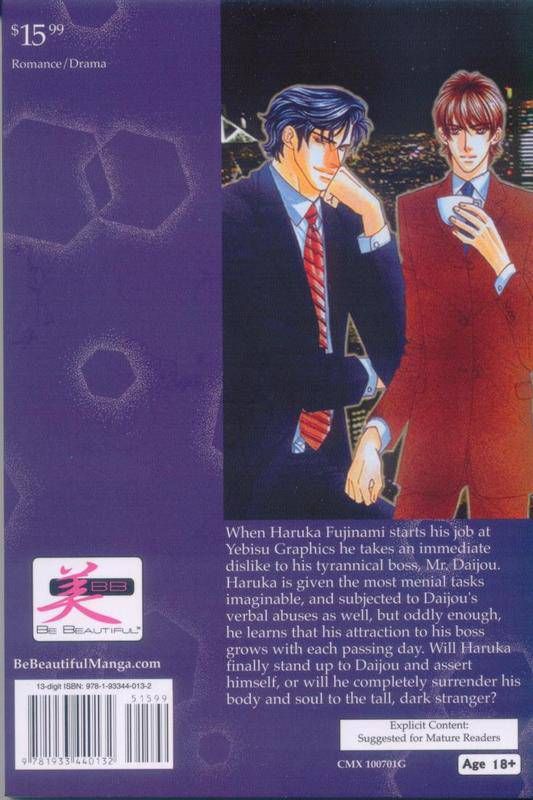 $15 99
Romance/Drama
When Haruka Fujinami starts his job at
Yebisu Graphics he takes an immediate
dislike to his tyrannical boss, Mr. Daijou.
Haruka is given the most menial tasks
imaginable, and subjected to Daijou's
verbal abuses as well, but oddly enough,
he learns that his attraction to his boss
grows with each passing day. Will Haruka
finally stand up to Daijou and assert
himself, or will he completely surrender his
body and soul to the tall, dark stranger?
美 BB
BE BEAUTIFUL™
BeBeautifulManga.com
13-digit ISBN: 978-1-93344-013-2
51599
9 781933 440132
Explicit Content:
Suggested for Mature Readers
CMX 100701G
Age 18+